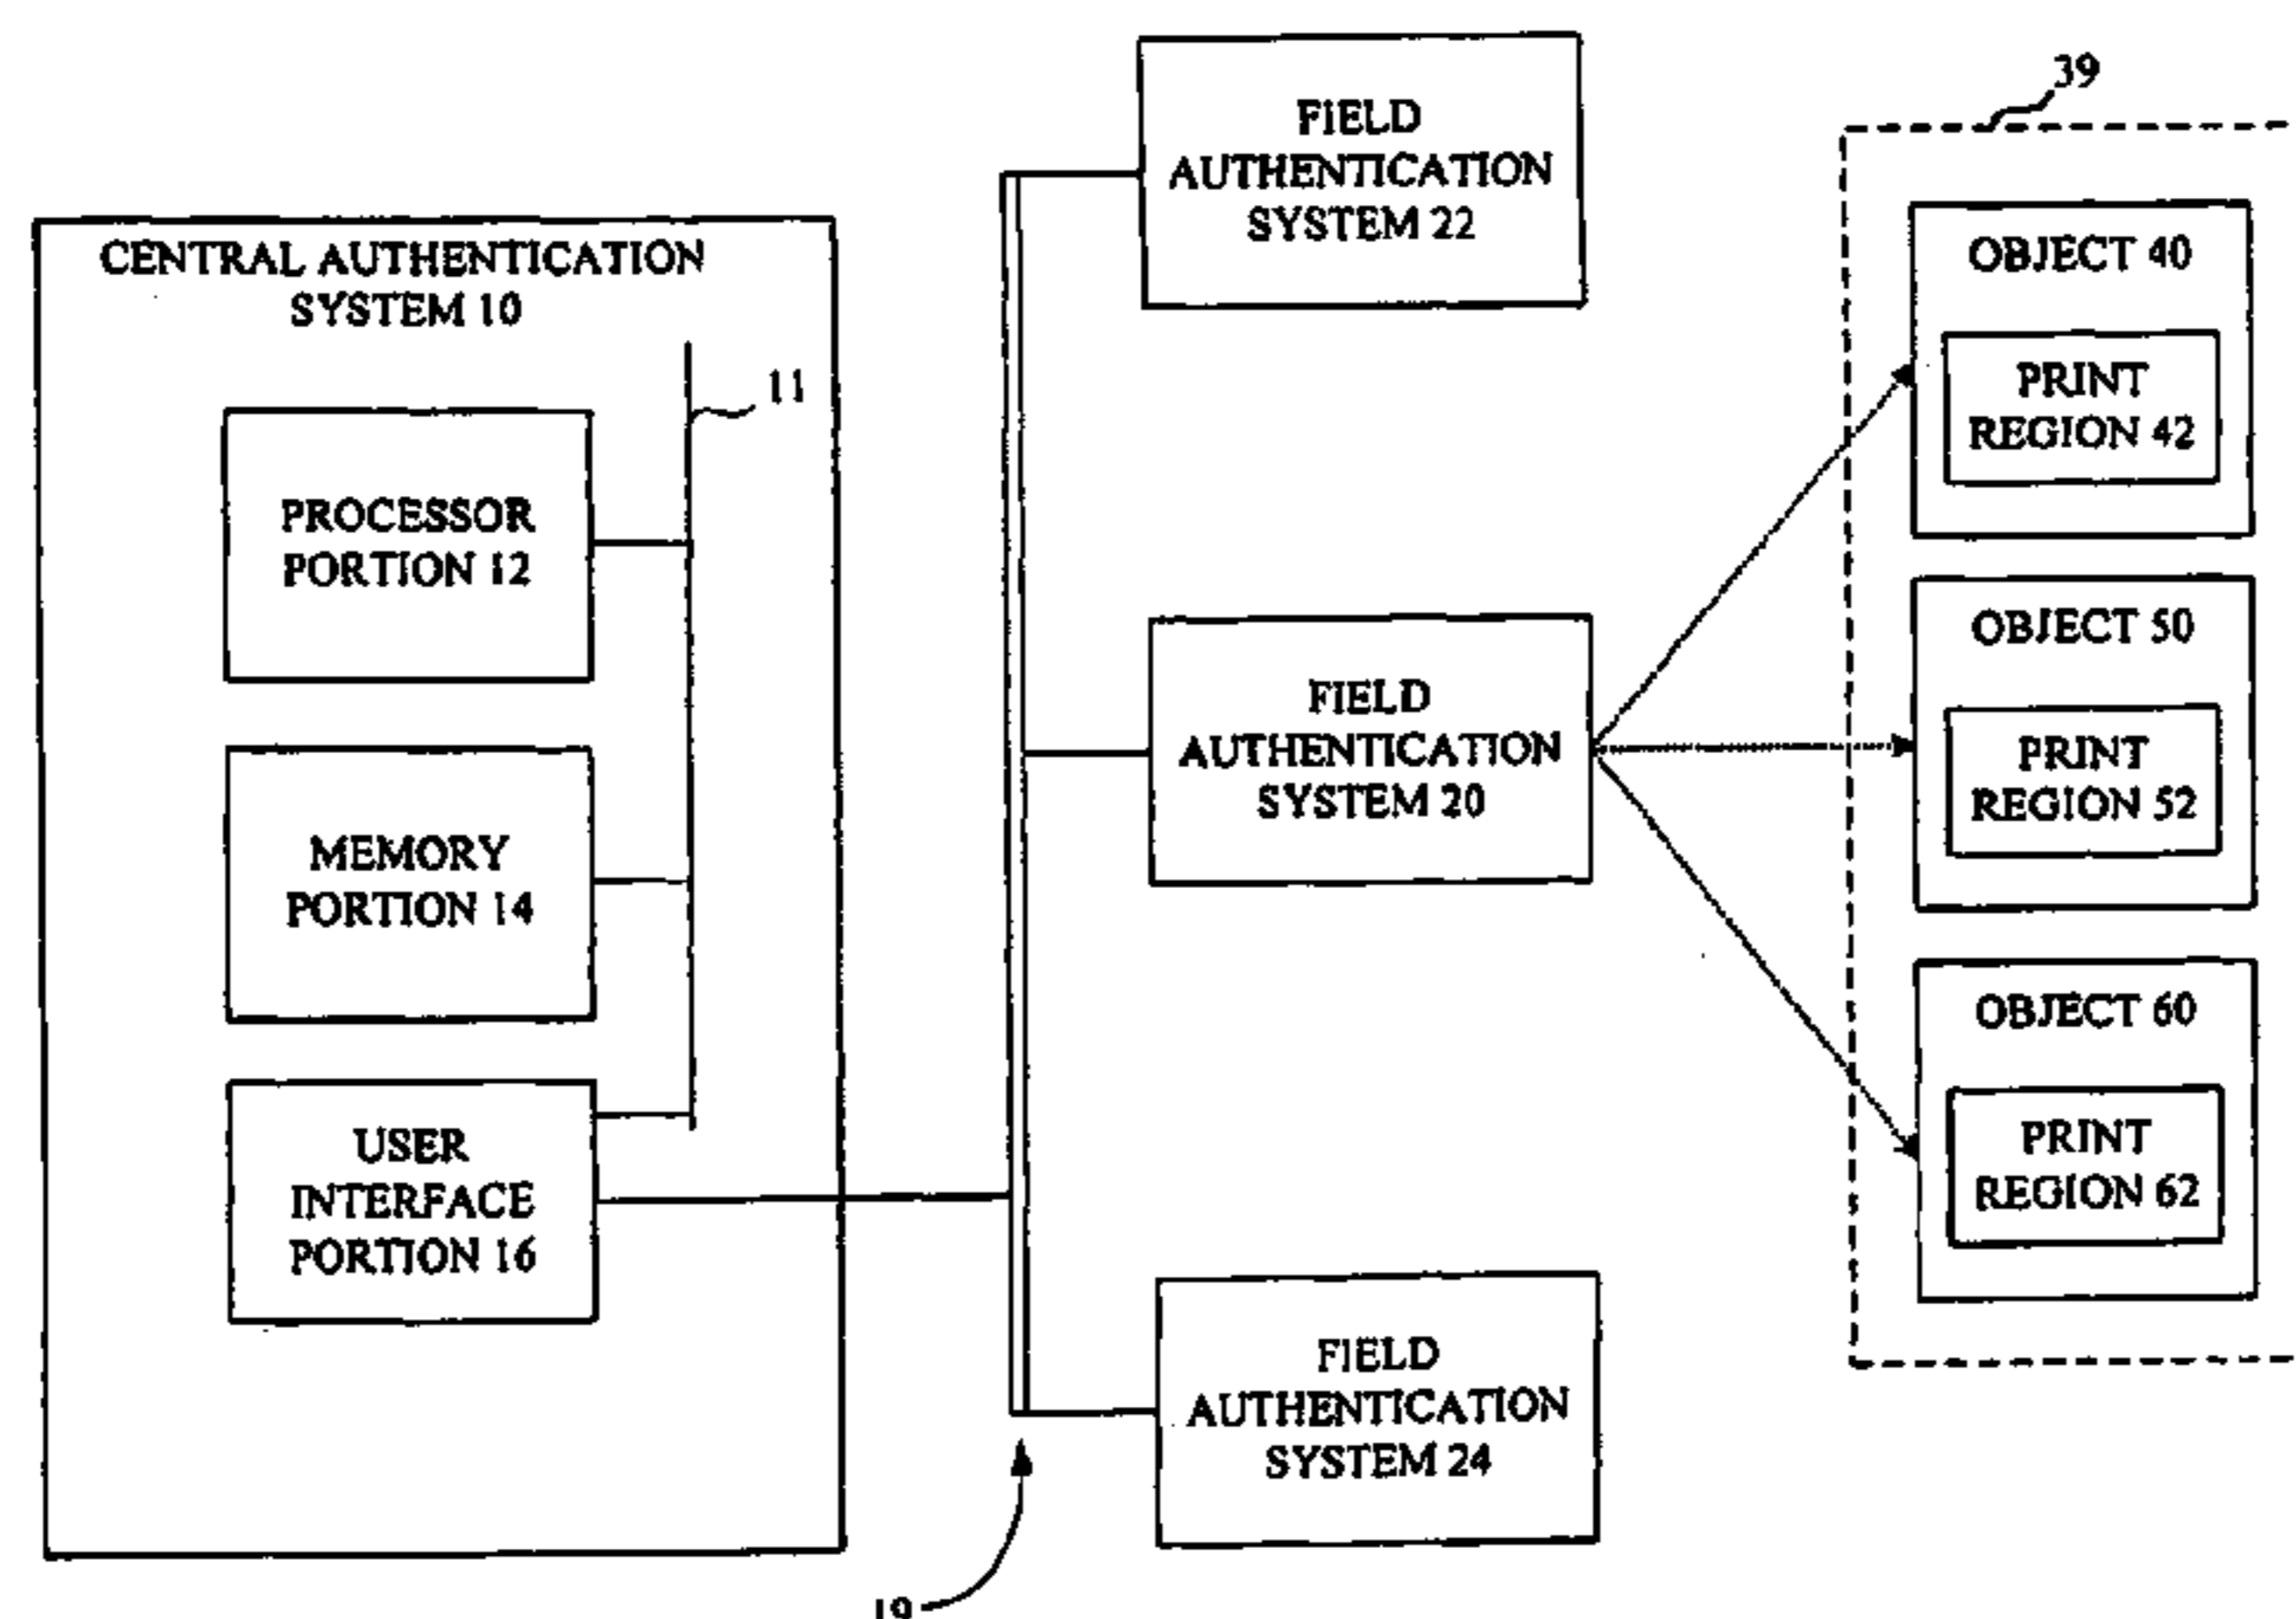 CENTRAL AUTHENTICATION
SYSTEM 10
11
PROCESSOR
PORTION 12
MEMORY
PORTION 14
USER
INTERFACE
PORTION 16
FIELD
AUTHENTICATION
SYSTEM 22
FIELD
AUTHENTICATION
SYSTEM 20
FIELD
AUTHENTICATION
SYSTEM 24
19
39
OBJECT 40
PRINT
REGION 42
OBJECT 50
PRINT
REGION 52
OBJECT 60
PRINT
REGION 62